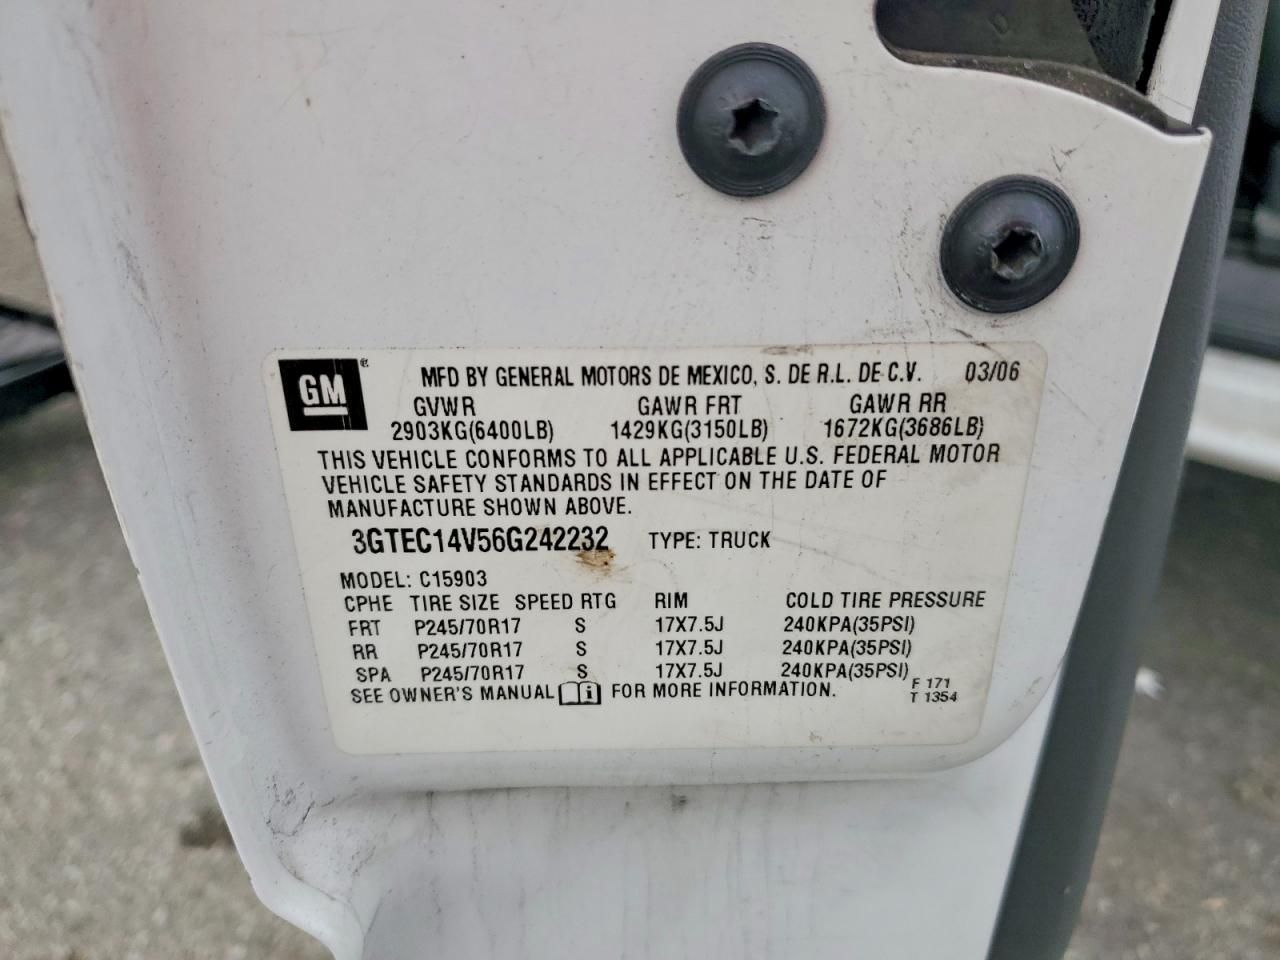 GM ®
MFD BY GENERAL MOTORS DE MEXICO, S. DE R.L. DE C.V. 03/06
GVWR GAWR FRT GAWR RR
2903KG(6400LB) 1429KG(3150LB) 1672KG(3686LB)
THIS VEHICLE CONFORMS TO ALL APPLICABLE U.S. FEDERAL MOTOR
VEHICLE SAFETY STANDARDS IN EFFECT ON THE DATE OF
MANUFACTURE SHOWN ABOVE.
3GTEC14V56G242232 TYPE: TRUCK
MODEL: C15903
CPHE TIRE SIZE SPEED RTG RIM COLD TIRE PRESSURE
FRT P245/70R17 S 17X7.5J 240KPA(35PSI)
RR P245/70R17 S 17X7.5J 240KPA(35PSI)
SPA P245/70R17 S 17X7.5J 240KPA(35PSI)
SEE OWNER'S MANUAL i FOR MORE INFORMATION.
F 171
T 1354